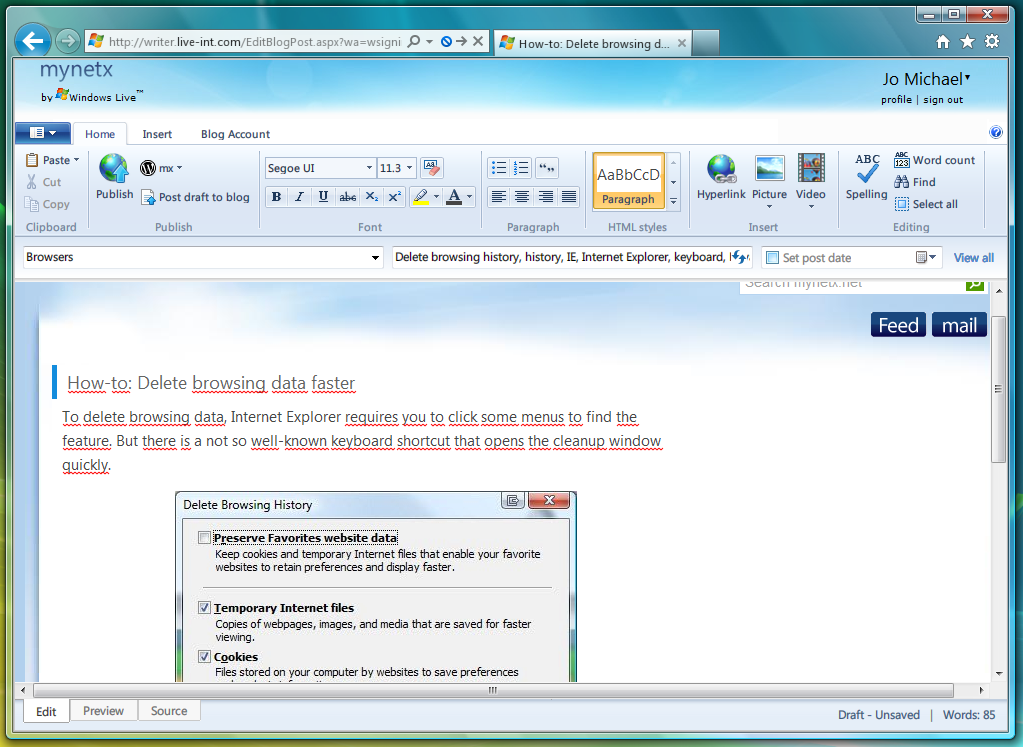 http://writer.live-int.com/EditBlogPost.aspx?wa=wsigni
How-to: Delete browsing d...
mynetx
by Windows Live™
Jo Michael
profile | sign out
Home Insert Blog Account
Paste
Cut
Copy
Clipboard
Publish
mx
Post draft to blog
Publish
Segoe UI 11.3
B I U abc X₂ X² A
Font
Paragraph
AaBbCcD
Paragraph
HTML styles
Hyperlink Picture Video
Insert
ABC
Spelling
ABC
123
Word count
Find
Select all
Editing
Browsers
Delete browsing history, history, IE, Internet Explorer, keyboard,
Set post date
View all
Search mynetx.net
Feed mail
How-to: Delete browsing data faster
To delete browsing data, Internet Explorer requires you to click some menus to find the
feature. But there is a not so well-known keyboard shortcut that opens the cleanup window
quickly.
Delete Browsing History
Preserve Favorites website data
Keep cookies and temporary Internet files that enable your favorite
websites to retain preferences and display faster.
Temporary Internet files
Copies of webpages, images, and media that are saved for faster
viewing.
Cookies
Files stored on your computer by websites to save preferences
Edit Preview Source
Draft - Unsaved | Words: 85